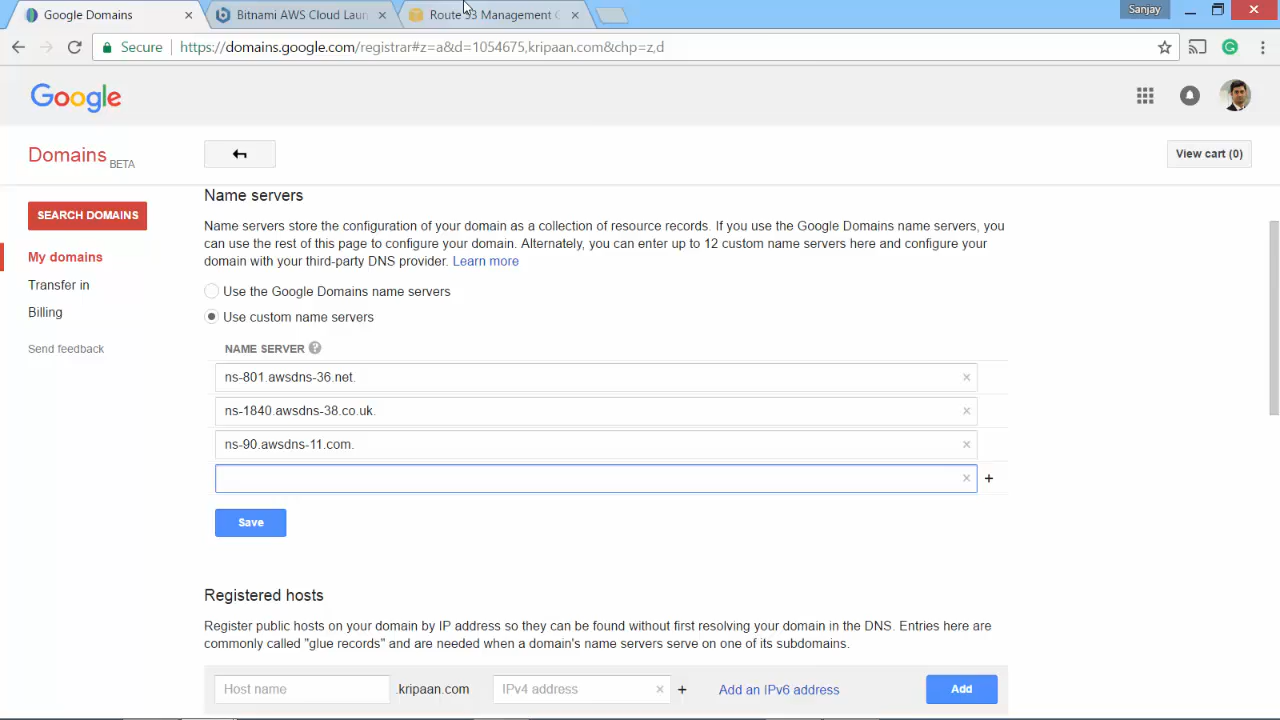 Google Domains
Bitnami AWS Cloud Laun
Route 53 Management C
Sanjay
Secure
https://domains.google.com/registrar#z=a&d=1054675,kripaan.com&chp=z,d
Google
Domains BETA
View cart (0)
SEARCH DOMAINS
My domains
Transfer in
Billing
Send feedback
Name servers
Name servers store the configuration of your domain as a collection of resource records. If you use the Google Domains name servers, you
can use the rest of this page to configure your domain. Alternately, you can enter up to 12 custom name servers here and configure your
domain with your third-party DNS provider. Learn more
Use the Google Domains name servers
Use custom name servers
NAME SERVER ?
ns-801.awsdns-36.net.
ns-1840.awsdns-38.co.uk.
ns-90.awsdns-11.com.
Save
Registered hosts
Register public hosts on your domain by IP address so they can be found without first resolving your domain in the DNS. Entries here are
commonly called "glue records" and are needed when a domain's name servers serve on one of its subdomains.
Host name
.kripaan.com
IPv4 address
+
Add an IPv6 address
Add